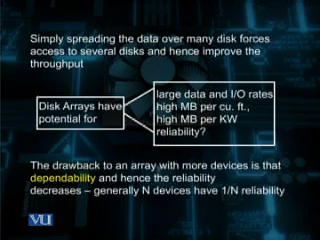 Simply spreading the data over many disk forces
access to several disks and hence improve the
throughput
Disk Arrays have
potential for
large data and I/O rates
high MB per cu. ft.,
high MB per KW
reliability?
The drawback to an array with more devices is that
dependability and hence the reliability
decreases – generally N devices have 1/N reliability
VU